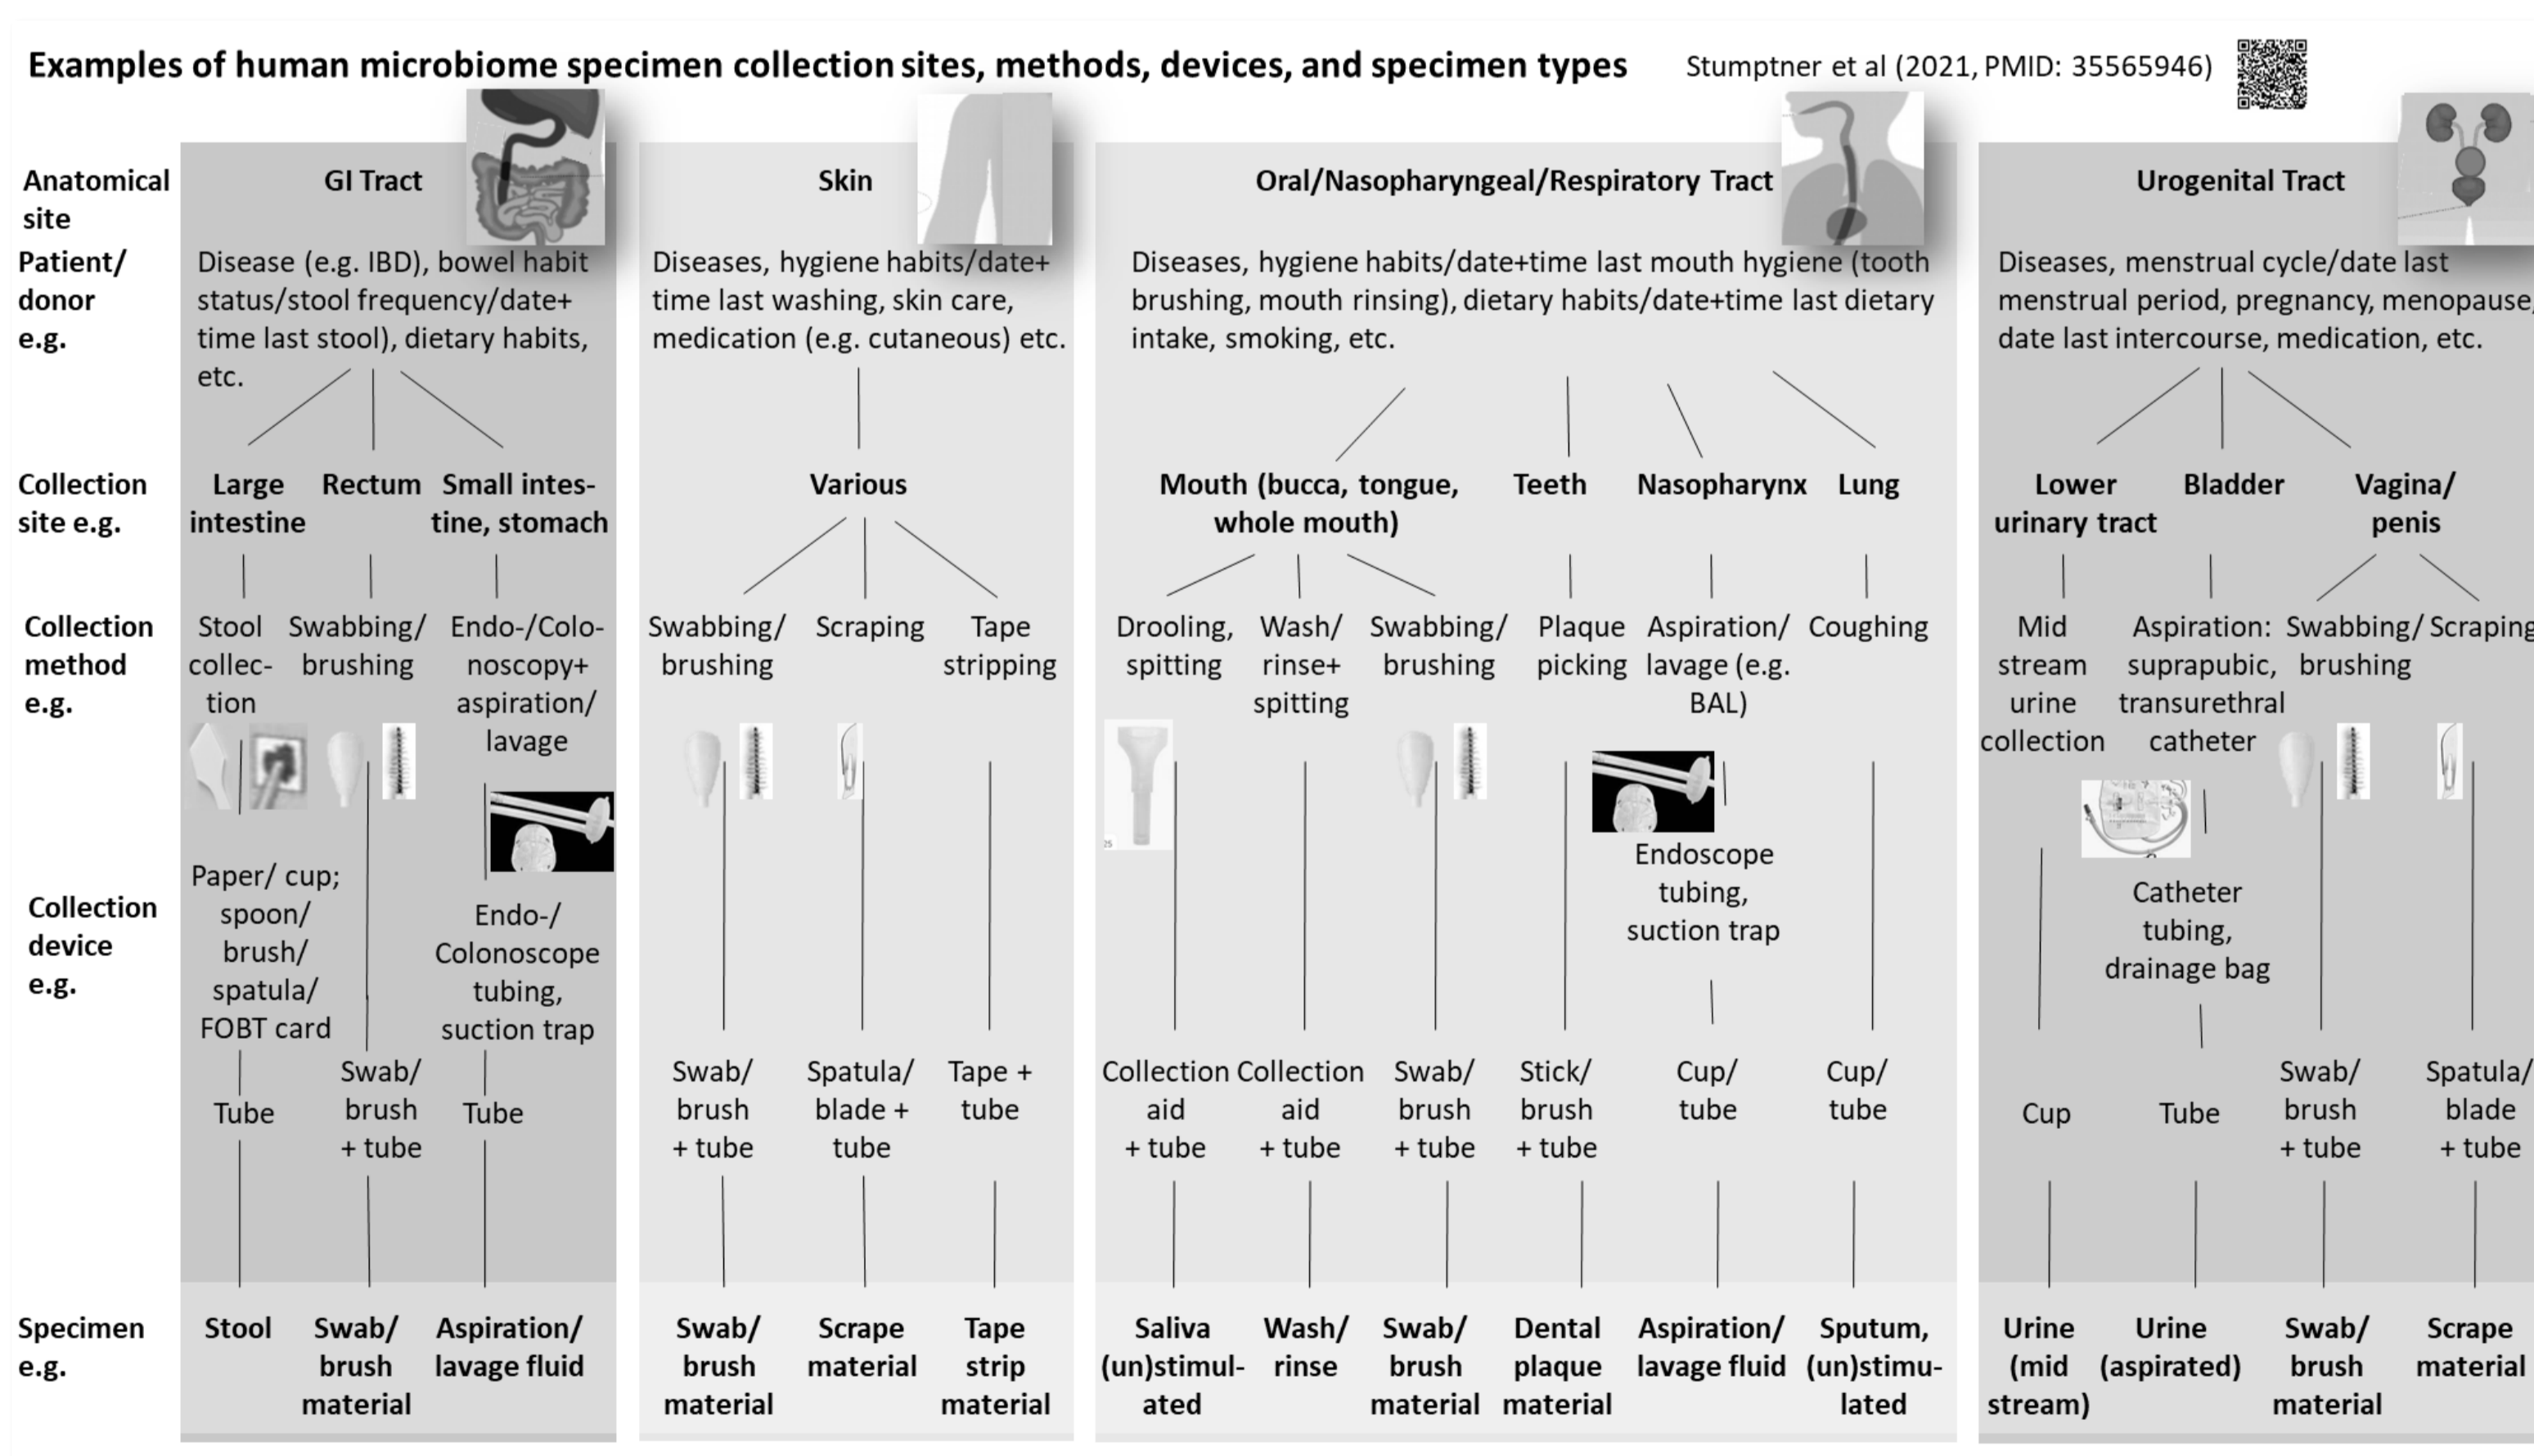 Examples of human microbiome specimen collection sites, methods, devices, and specimen types
Stumptner et al (2021, PMID: 35565946)
Anatomical
site
GI Tract
Skin
Oral/Nasopharyngeal/Respiratory Tract
Urogenital Tract
Patient/
donor
e.g.
Disease (e.g. IBD), bowel habit
status/stool frequency/date+
time last stool), dietary habits,
etc.
Diseases, hygiene habits/date+
time last washing, skin care,
medication (e.g. cutaneous) etc.
Diseases, hygiene habits/date+time last mouth hygiene (tooth
brushing, mouth rinsing), dietary habits/date+time last dietary
intake, smoking, etc.
Diseases, menstrual cycle/date last
menstrual period, pregnancy, menopause,
date last intercourse, medication, etc.
Collection
site e.g.
Large
intestine
Rectum
Small intes-
tine, stomach
Various
Mouth (bucca, tongue,
whole mouth)
Teeth
Nasopharynx
Lung
Lower
urinary tract
Bladder
Vagina/
penis
Collection
method
e.g.
Stool
collec-
tion
Swabbing/
brushing
Endo-/Colo-
noscopy+
aspiration/
lavage
Swabbing/
brushing
Scraping
Tape
stripping
Drooling,
spitting
Wash/
rinse+
spitting
Swabbing/
brushing
Plaque
picking
Aspiration/
lavage (e.g.
BAL)
Coughing
Mid
stream
urine
collection
Aspiration:
suprapubic,
transurethral
catheter
Swabbing/
brushing
Scraping
Collection
device
e.g.
Paper/ cup;
spoon/
brush/
spatula/
FOBT card
Tube
Swab/
brush
+ tube
Endo-/
Colonoscope
tubing,
suction trap
Tube
Swab/
brush
+ tube
Spatula/
blade +
tube
Tape +
tube
25
Collection
aid
+ tube
Collection
aid
+ tube
Swab/
brush
+ tube
Stick/
brush
+ tube
Endoscope
tubing,
suction trap
Cup/
tube
Cup/
tube
Cup
Catheter
tubing,
drainage bag
Tube
Swab/
brush
+ tube
Spatula/
blade
+ tube
Specimen
e.g.
Stool
Swab/
brush
material
Aspiration/
lavage fluid
Swab/
brush
material
Scrape
material
Tape
strip
material
Saliva
(un)stimul-
ated
Wash/
rinse
Swab/
brush
material
Dental
plaque
material
Aspiration/
lavage fluid
Sputum,
(un)stimu-
lated
Urine
(mid
stream)
Urine
(aspirated)
Swab/
brush
material
Scrape
material